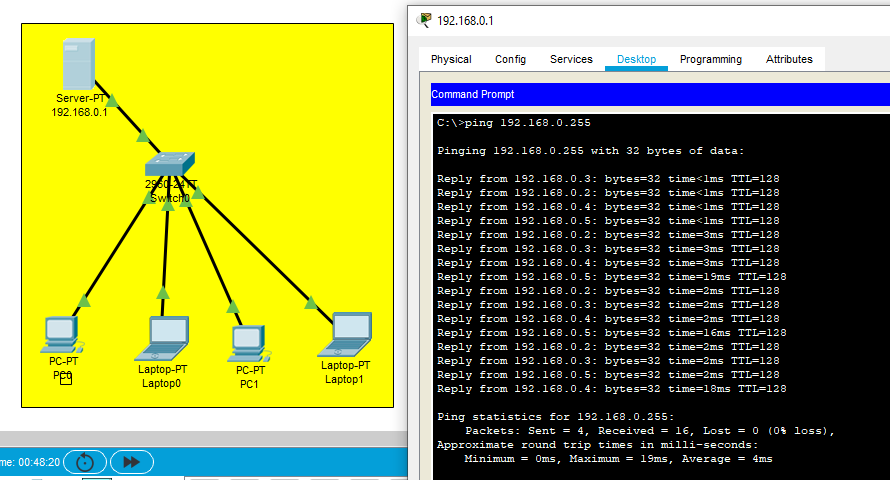 192.168.0.1
Physical Config Services Desktop Programming Attributes
Command Prompt
C:\>ping 192.168.0.255
Pinging 192.168.0.255 with 32 bytes of data:
Reply from 192.168.0.3: bytes=32 time<1ms TTL=128
Reply from 192.168.0.2: bytes=32 time<1ms TTL=128
Reply from 192.168.0.4: bytes=32 time<1ms TTL=128
Reply from 192.168.0.5: bytes=32 time<1ms TTL=128
Reply from 192.168.0.2: bytes=32 time=3ms TTL=128
Reply from 192.168.0.3: bytes=32 time=3ms TTL=128
Reply from 192.168.0.4: bytes=32 time=3ms TTL=128
Reply from 192.168.0.5: bytes=32 time=19ms TTL=128
Reply from 192.168.0.2: bytes=32 time=2ms TTL=128
Reply from 192.168.0.3: bytes=32 time=2ms TTL=128
Reply from 192.168.0.4: bytes=32 time=2ms TTL=128
Reply from 192.168.0.5: bytes=32 time=16ms TTL=128
Reply from 192.168.0.2: bytes=32 time=2ms TTL=128
Reply from 192.168.0.3: bytes=32 time=2ms TTL=128
Reply from 192.168.0.5: bytes=32 time=2ms TTL=128
Reply from 192.168.0.4: bytes=32 time=18ms TTL=128
Ping statistics for 192.168.0.255:
Packets: Sent = 4, Received = 16, Lost = 0 (0% loss),
Approximate round trip times in milli-seconds:
Minimum = 0ms, Maximum = 19ms, Average = 4ms
Server-PT
192.168.0.1
2960-24TT
Switch0
PC-PT
PC0
Laptop-PT
Laptop0
PC-PT
PC1
Laptop-PT
Laptop1
me: 00:48:20